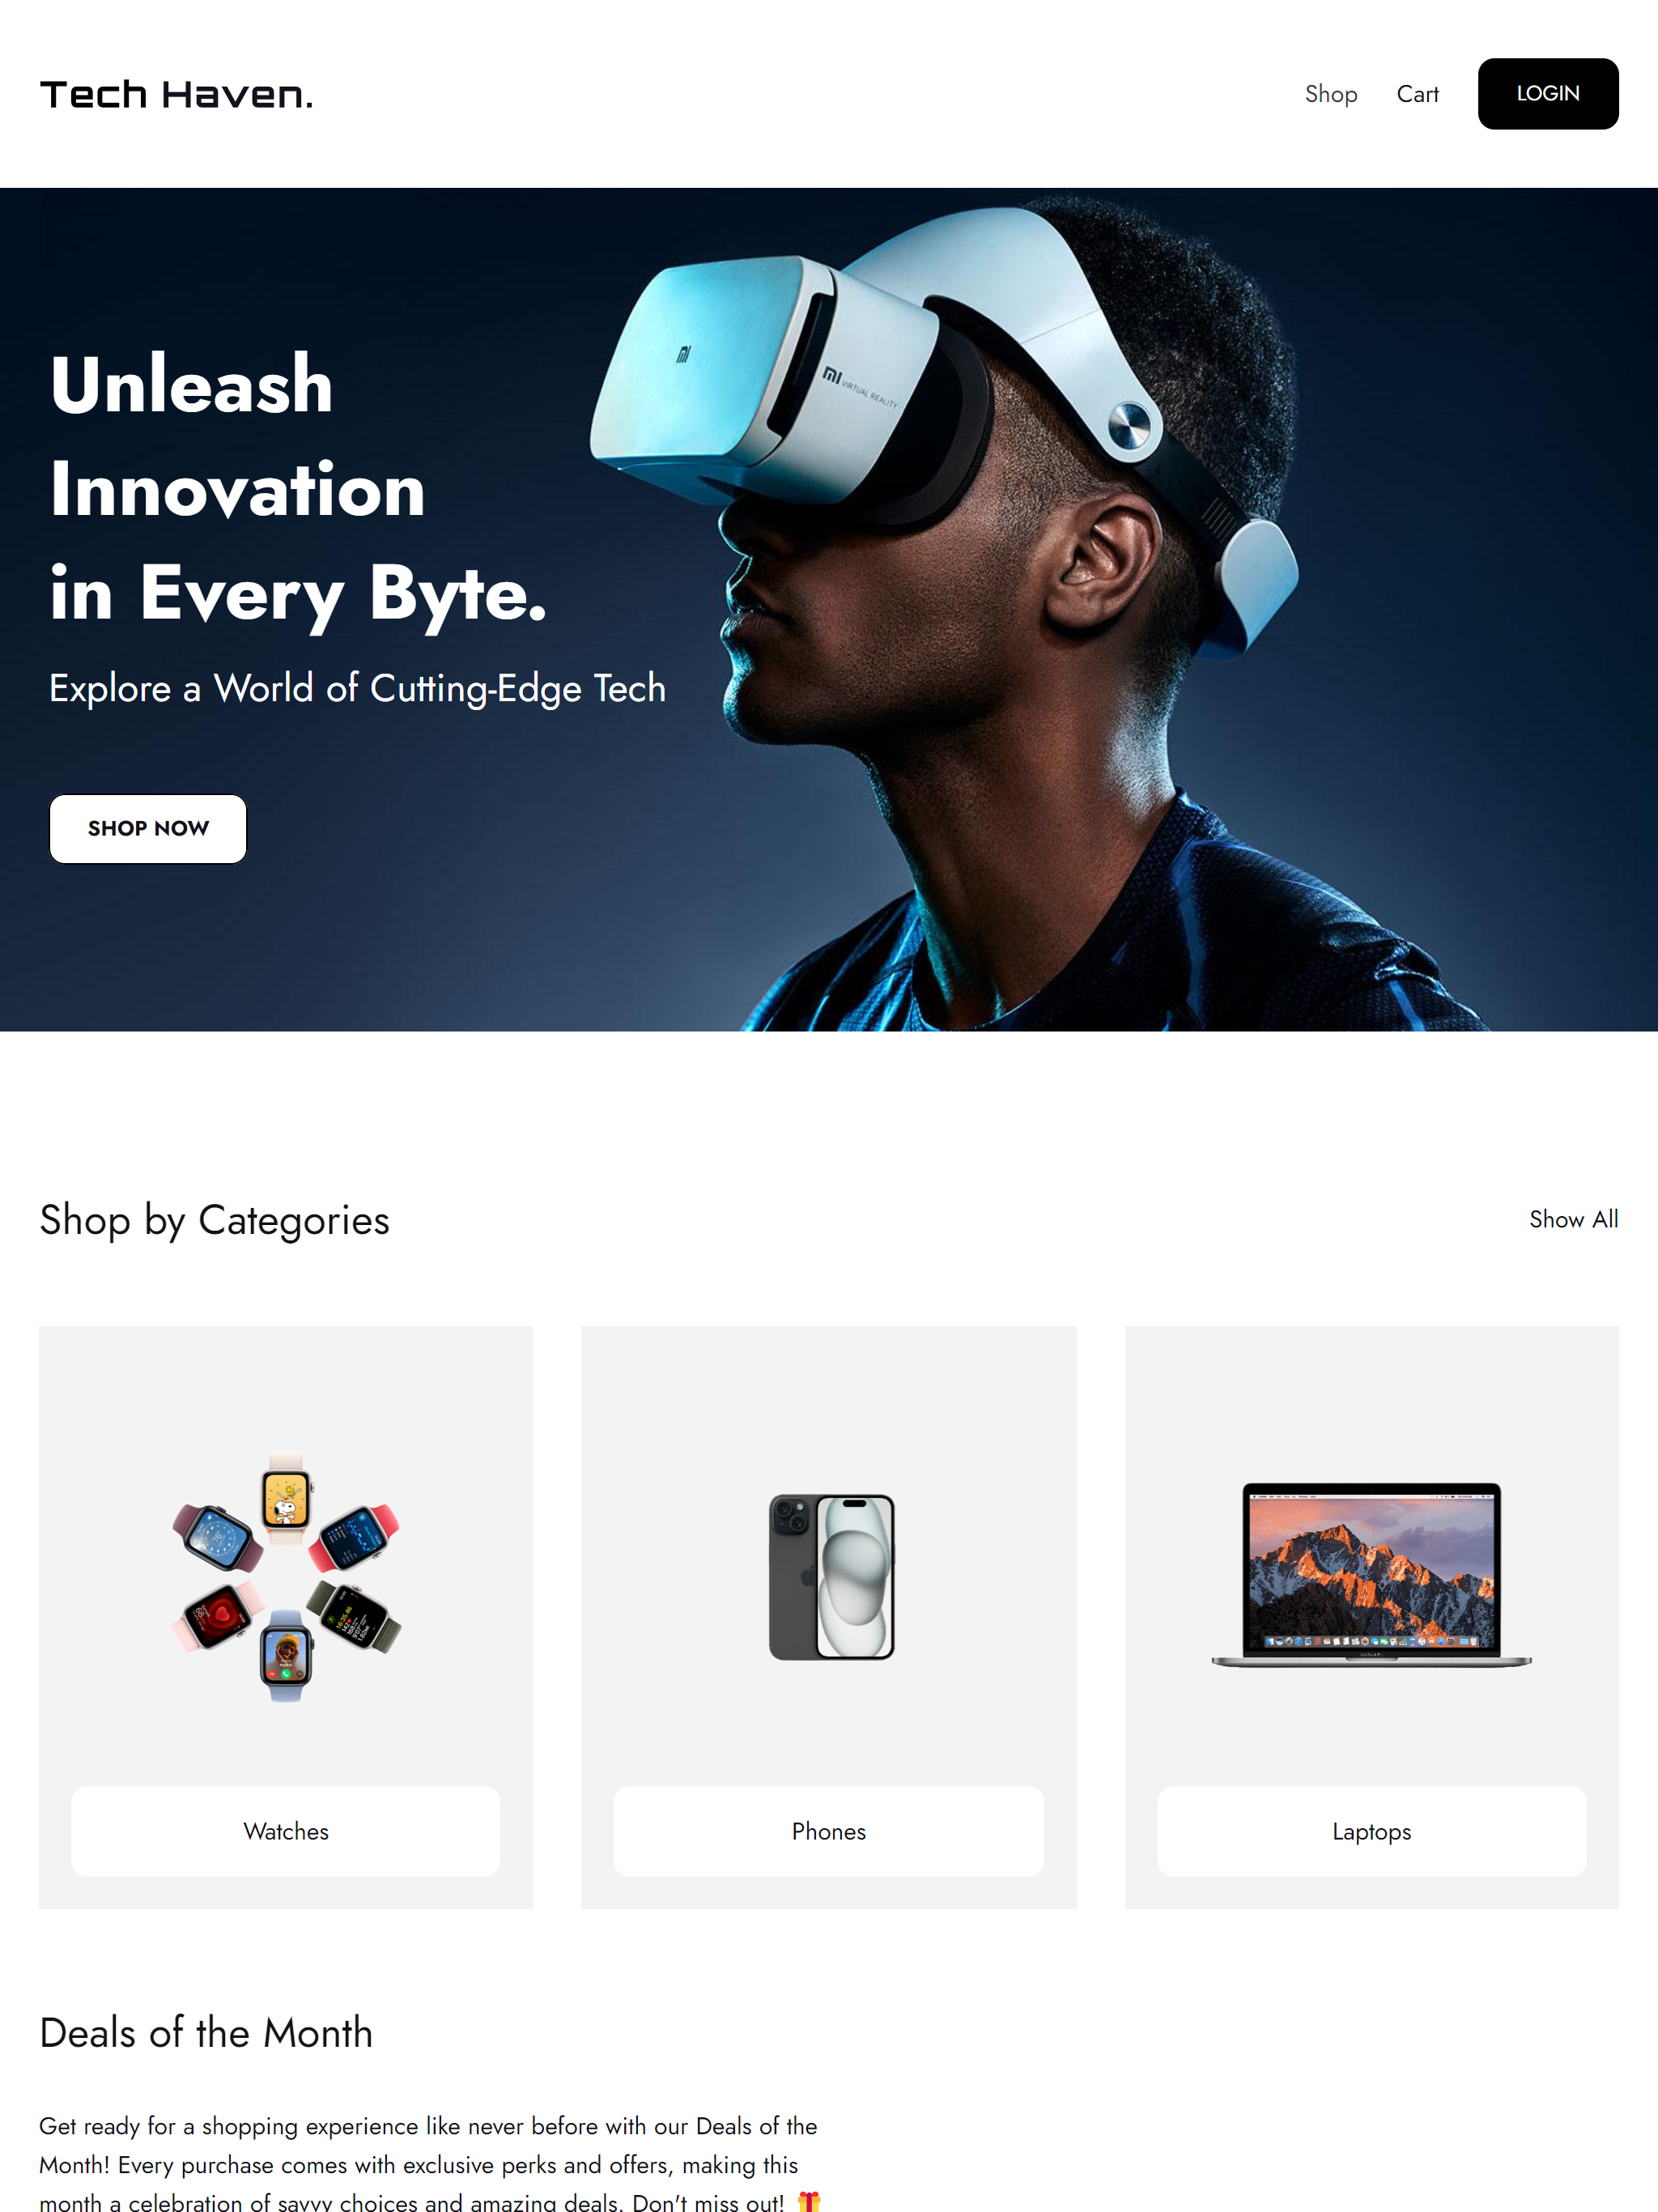 Tech Haven.
Shop
Cart
LOGIN
Unleash
Innovation
in Every Byte.
Explore a World of Cutting-Edge Tech
SHOP NOW
MI VIRTUAL REALITY
Shop by Categories
Show All
Watches
Phones
Laptops
Deals of the Month
Get ready for a shopping experience like never before with our Deals of the
Month! Every purchase comes with exclusive perks and offers, making this
month a celebration of savvy choices and amazing deals. Don't miss out! 🎁